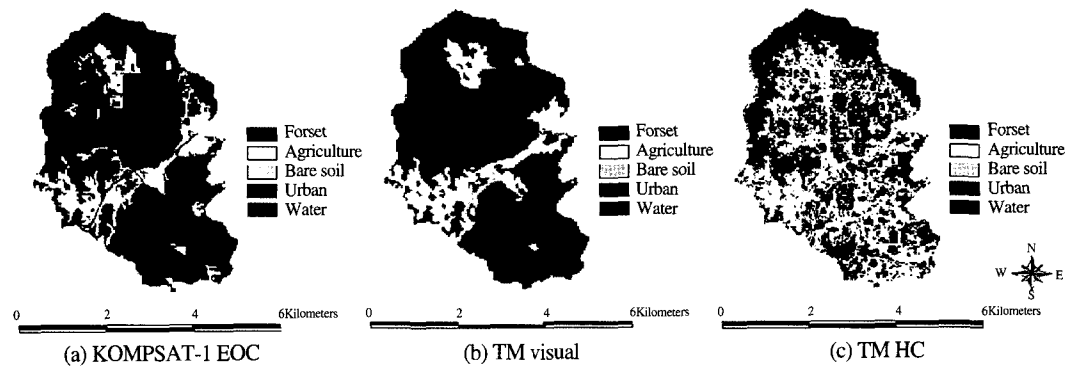 Forset
Agriculture
Bare soil
Urban
Water
0 2 4 6Kilometers
(a) KOMPSAT-1 EOC
Forset
Agriculture
Bare soil
Urban
Water
0 2 4 6Kilometers
(b) TM visual
Forset
Agriculture
Bare soil
Urban
Water
N
W E
S
0 2 4 6Kilometers
(c) TM HC